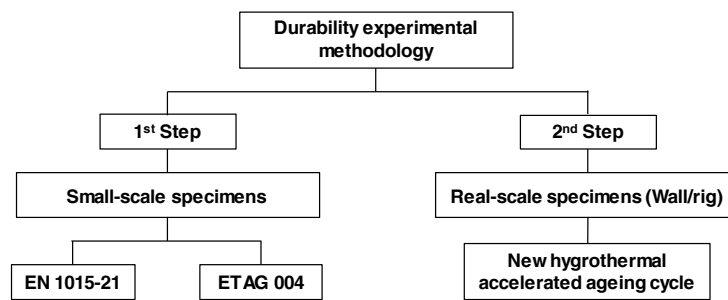 Durability experimental
methodology
1st Step
2nd Step
Small-scale specimens
Real-scale specimens (Wall/rig)
EN 1015-21
ETAG 004
New hygrothermal
accelerated ageing cycle